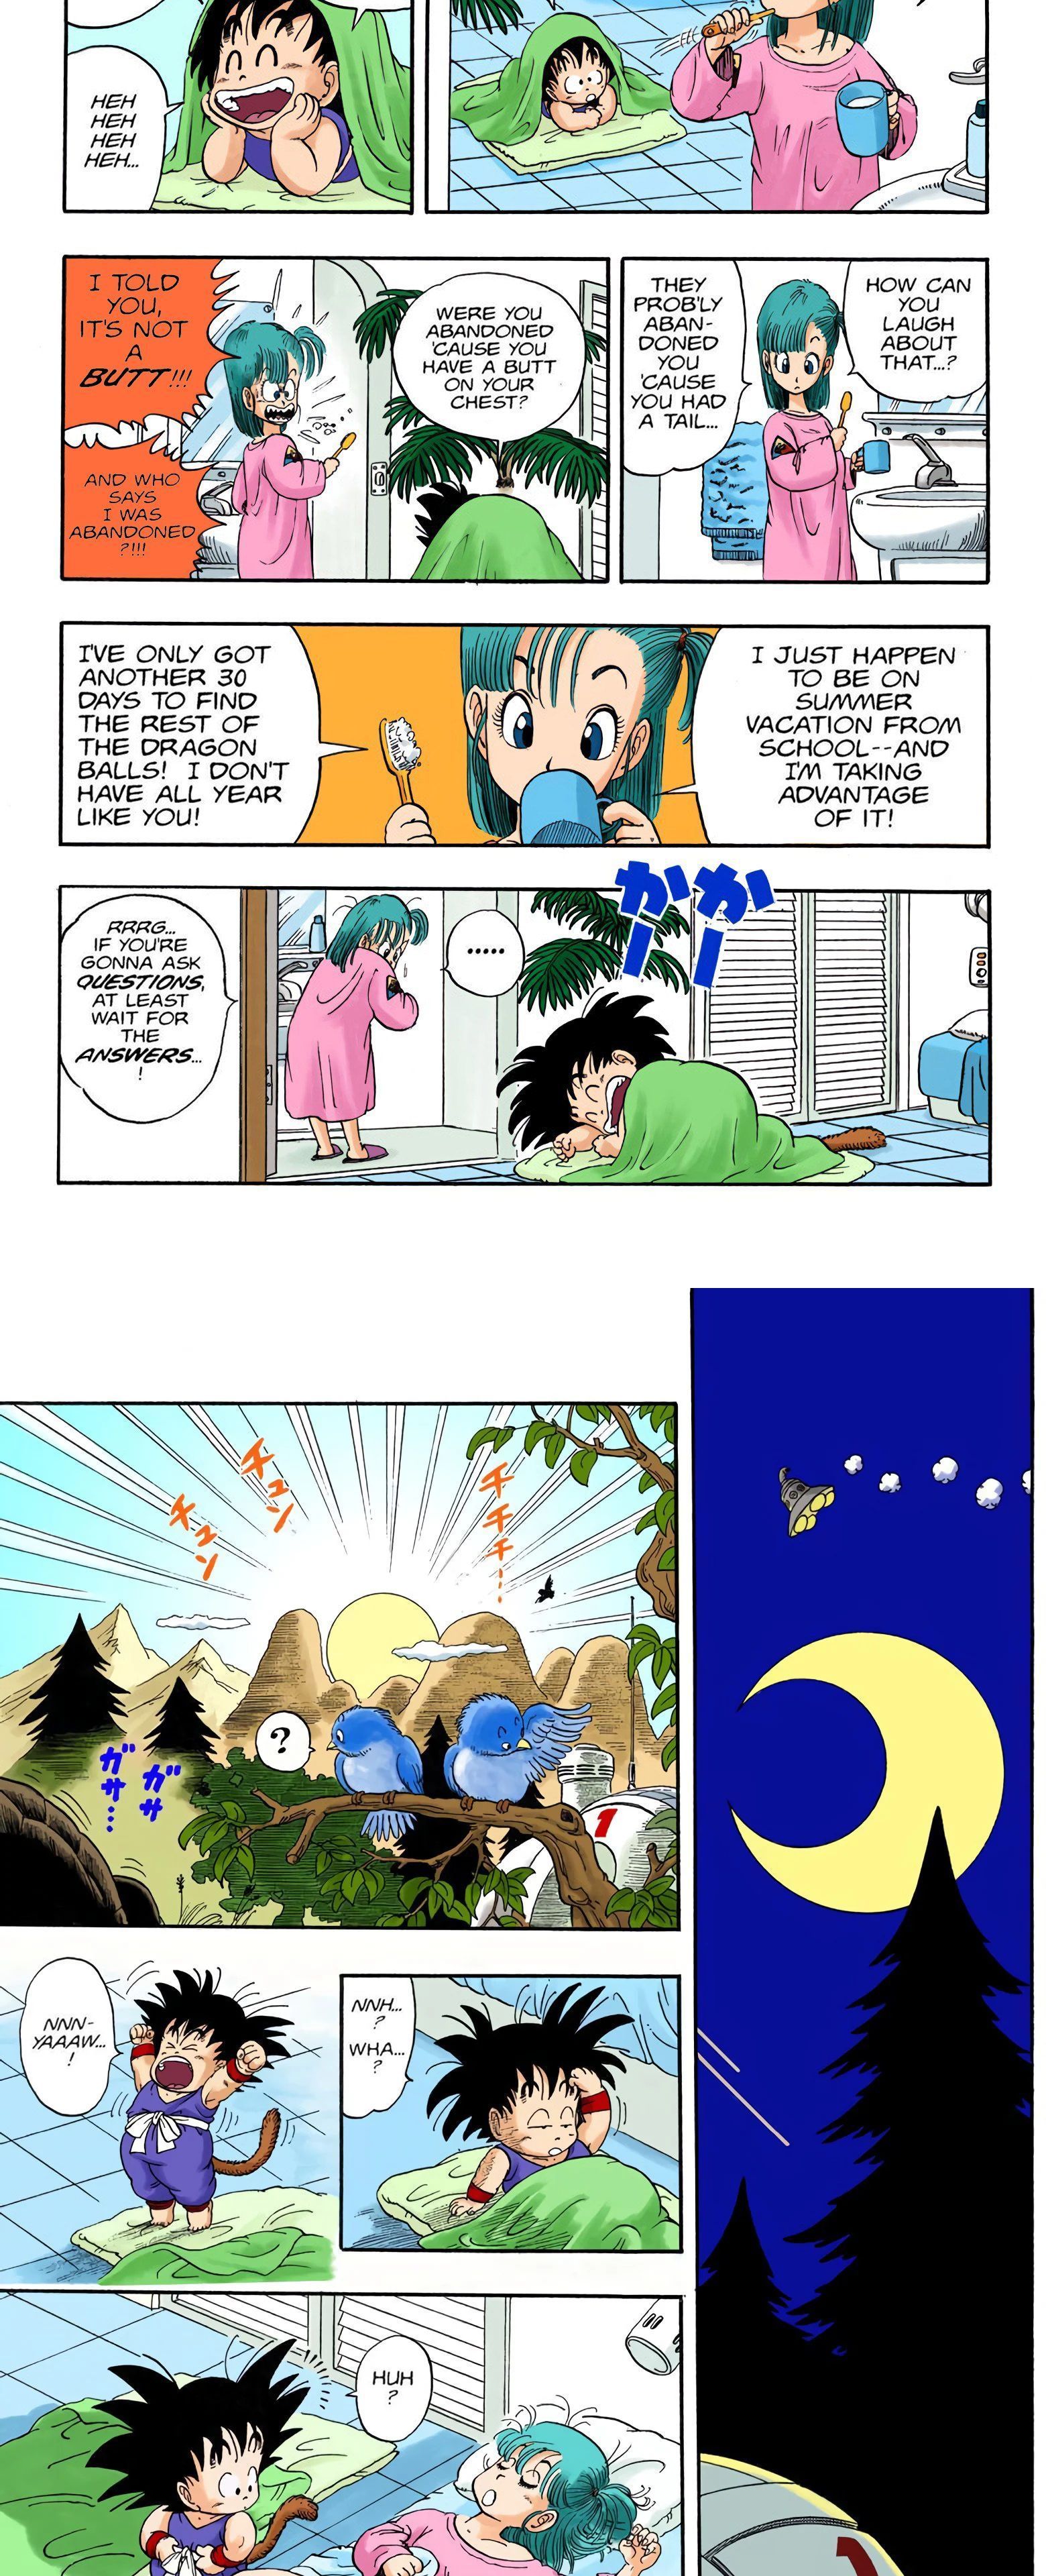 HEH
HEH
HEH
HEH...
HOW CAN
YOU
LAUGH
ABOUT
THAT...?
THEY
PROB'LY
ABAN-
DONED
YOU
'CAUSE
YOU HAD
A TAIL...
WERE YOU
ABANDONED
'CAUSE YOU
HAVE A BUTT
ON YOUR
CHEST?
I TOLD
YOU,
IT'S NOT
A
BUTT!!!
AND WHO
SAYS
I WAS
ABANDONED
?!!!
I JUST HAPPEN
TO BE ON
SUMMER
VACATION FROM
SCHOOL--AND
I'M TAKING
ADVANTAGE
OF IT!
I'VE ONLY GOT
ANOTHER 30
DAYS TO FIND
THE REST OF
THE DRAGON
BALLS! I DON'T
HAVE ALL YEAR
LIKE YOU!
かー
かー
.....
RRRG...
IF YOU'RE
GONNA ASK
QUESTIONS,
AT LEAST
WAIT FOR
THE
ANSWERS...
!
1
チチチ...
チュン
チュン
?
1
ガサ
ガサ...
NNH...
?
WHA...
?
NNN-
YAAAW...
!
HUH
?